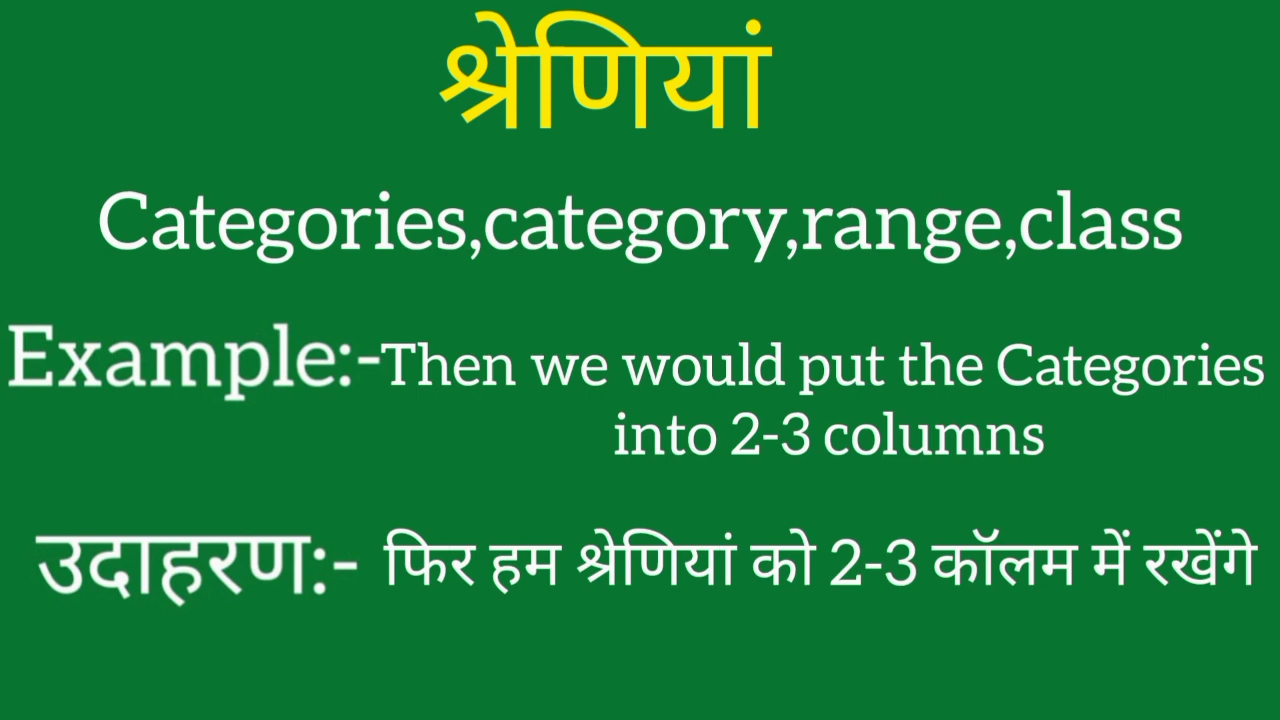 श्रेणियां
Categories,category,range,class
Example:-Then we would put the Categories
into 2-3 columns
उदाहरण:- फिर हम श्रेणियां को 2-3 कॉलम में रखेंगे